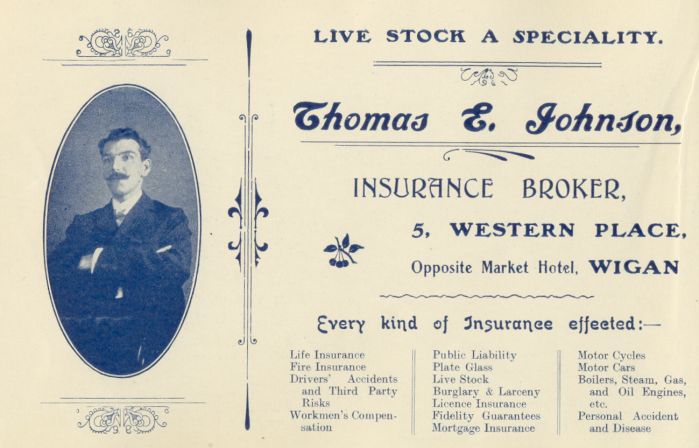 LIVE STOCK A SPECIALITY.
Thomas E. Johnson,
INSURANCE BROKER,
5, WESTERN PLACE,
Opposite Market Hotel, WIGAN
Every kind of Insurance effected:—
Life Insurance
Fire Insurance
Drivers' Accidents
and Third Party
Risks
Workmen's Compen-
sation
Public Liability
Plate Glass
Live Stock
Burglary & Larceny
Licence Insurance
Fidelity Guarantees
Mortgage Insurance
Motor Cycles
Motor Cars
Boilers, Steam, Gas,
and Oil Engines,
etc.
Personal Accident
and Disease